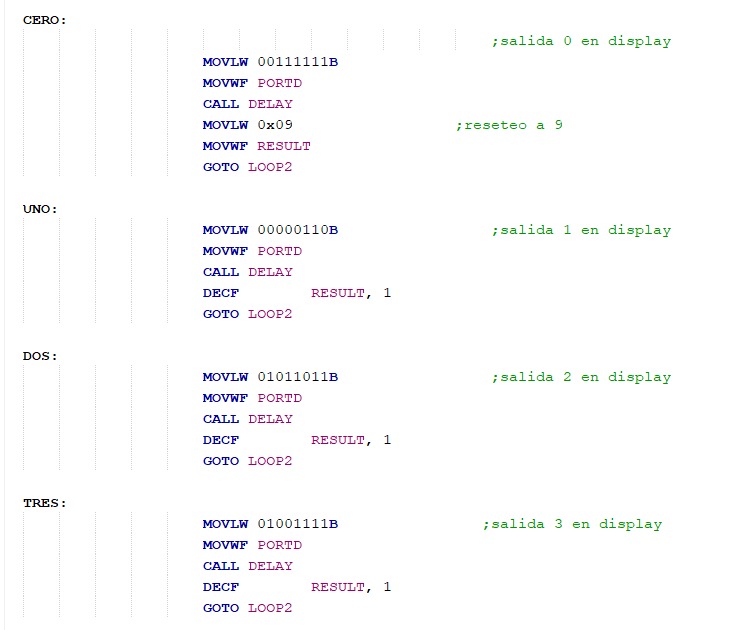 CERO:
;salida 0 en display
MOVLW 00111111B
MOVWF PORTD
CALL DELAY
MOVLW 0x09 ;reseteo a 9
MOVWF RESULT
GOTO LOOP2
UNO:
MOVLW 00000110B ;salida 1 en display
MOVWF PORTD
CALL DELAY
DECF RESULT, 1
GOTO LOOP2
DOS:
MOVLW 01011011B ;salida 2 en display
MOVWF PORTD
CALL DELAY
DECF RESULT, 1
GOTO LOOP2
TRES:
MOVLW 01001111B ;salida 3 en display
MOVWF PORTD
CALL DELAY
DECF RESULT, 1
GOTO LOOP2